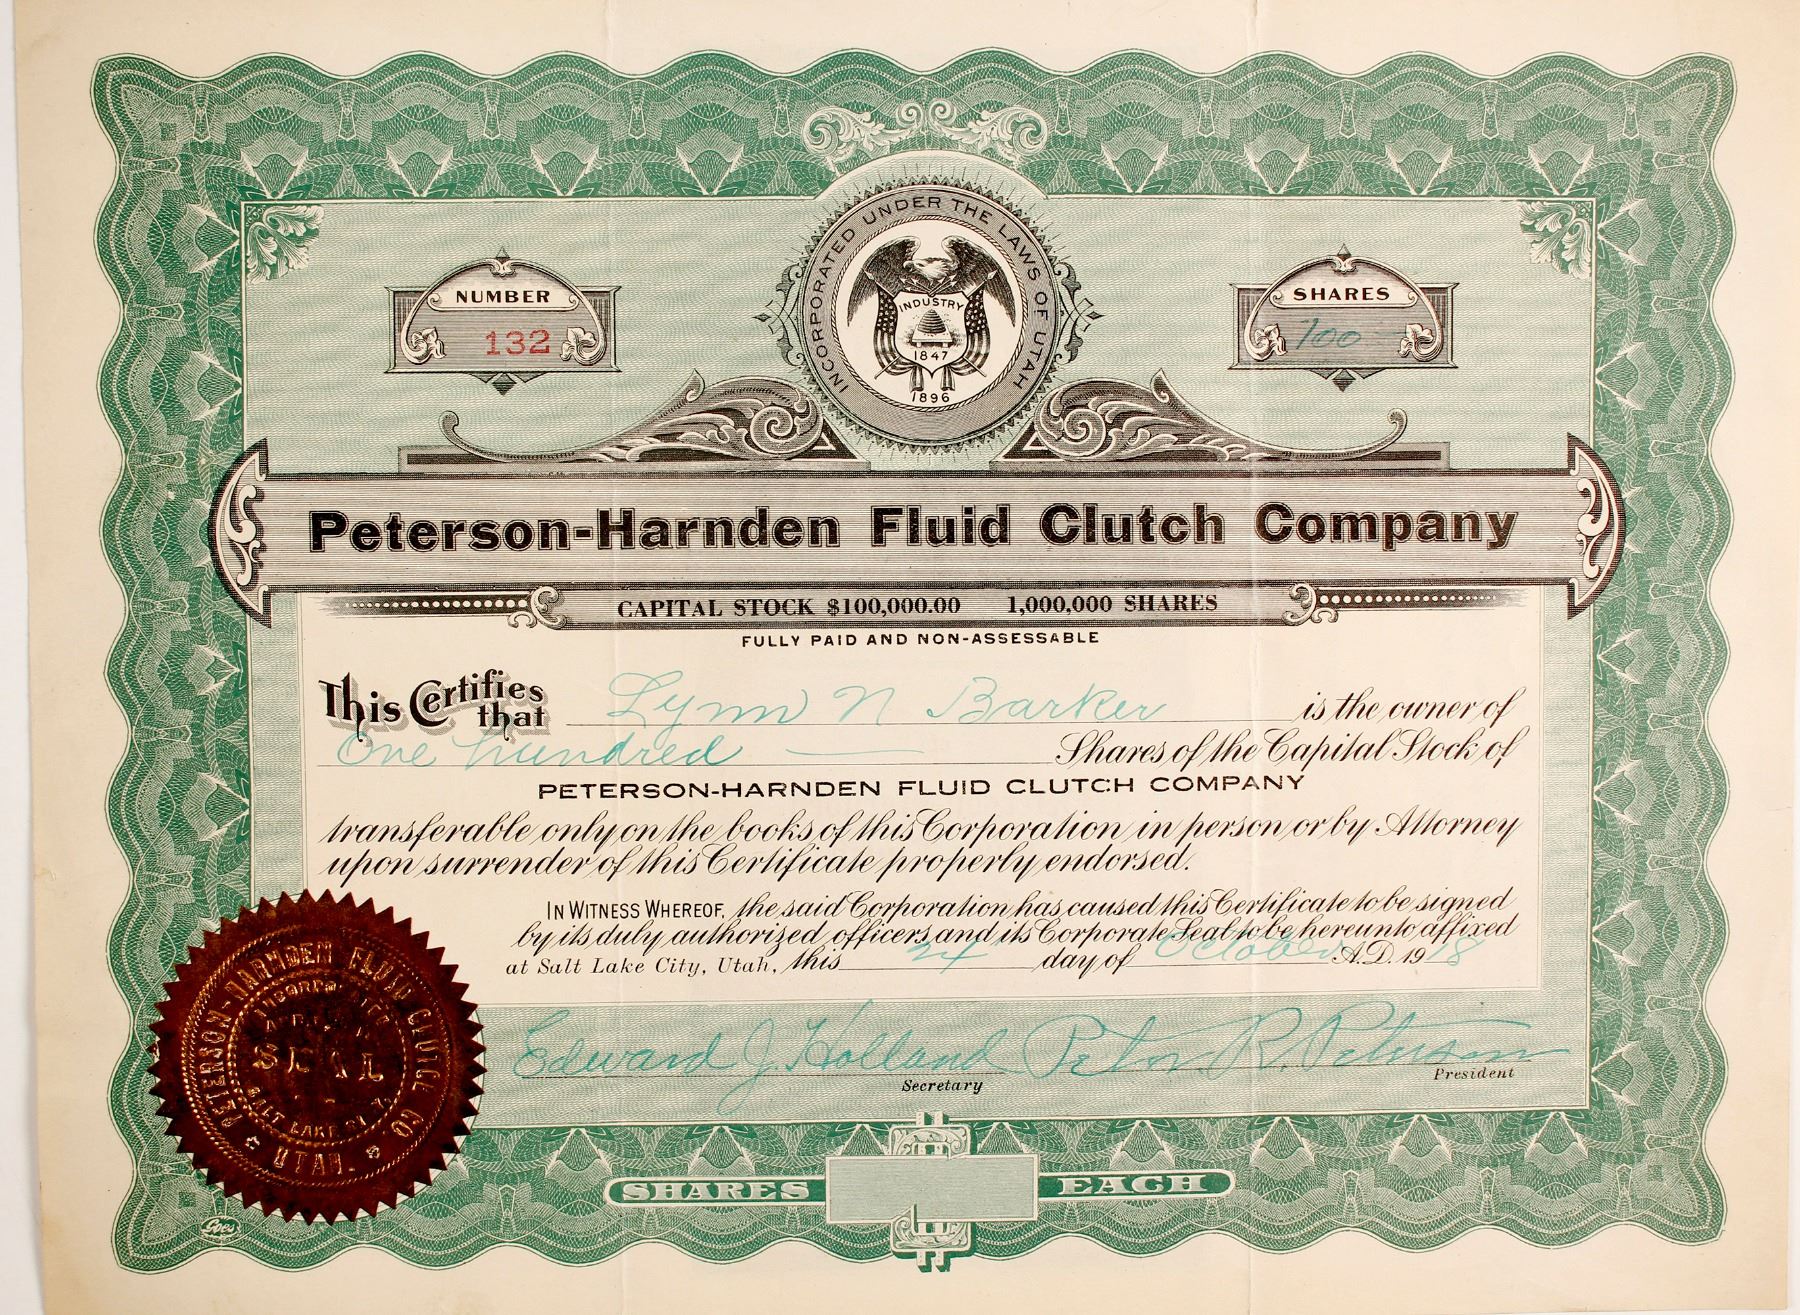 INCORPORATED UNDER THE LAWS OF UTAH
INDUSTRY
1847
1896
NUMBER
132
SHARES
100
Peterson-Harnden Fluid Clutch Company
CAPITAL STOCK $100,000.00 1,000,000 SHARES
FULLY PAID AND NON-ASSESSABLE
This Certifies that Lynn N Barker is the owner of
One hundred Shares of the Capital Stock of
PETERSON-HARNDEN FLUID CLUTCH COMPANY
transferable only on the books of this Corporation in person or by Attorney
upon surrender of this Certificate properly endorsed.
IN WITNESS WHEREOF, the said Corporation has caused this Certificate to be signed
by its duly authorized officers and its Corporate Seal to be hereunto affixed
at Salt Lake City, Utah, this 24 day of October A.D. 1918
Edward J. Holland Peter R. Peterson
Secretary President
PETERSON-HARNDEN FLUID CLUTCH CO
INCORPORATED
SEAL
SALT LAKE CITY
UTAH.
SHARES EACH
Goes